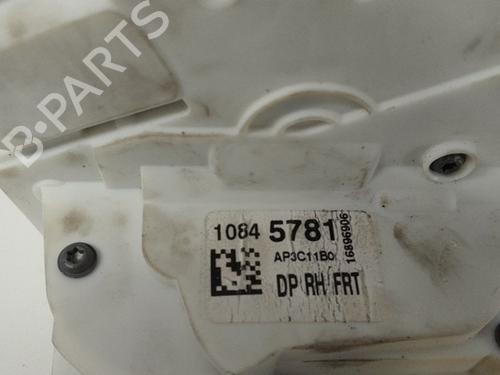 B-PARTS
1084 5781
AP3C11B0
16896906
DP RH FRT